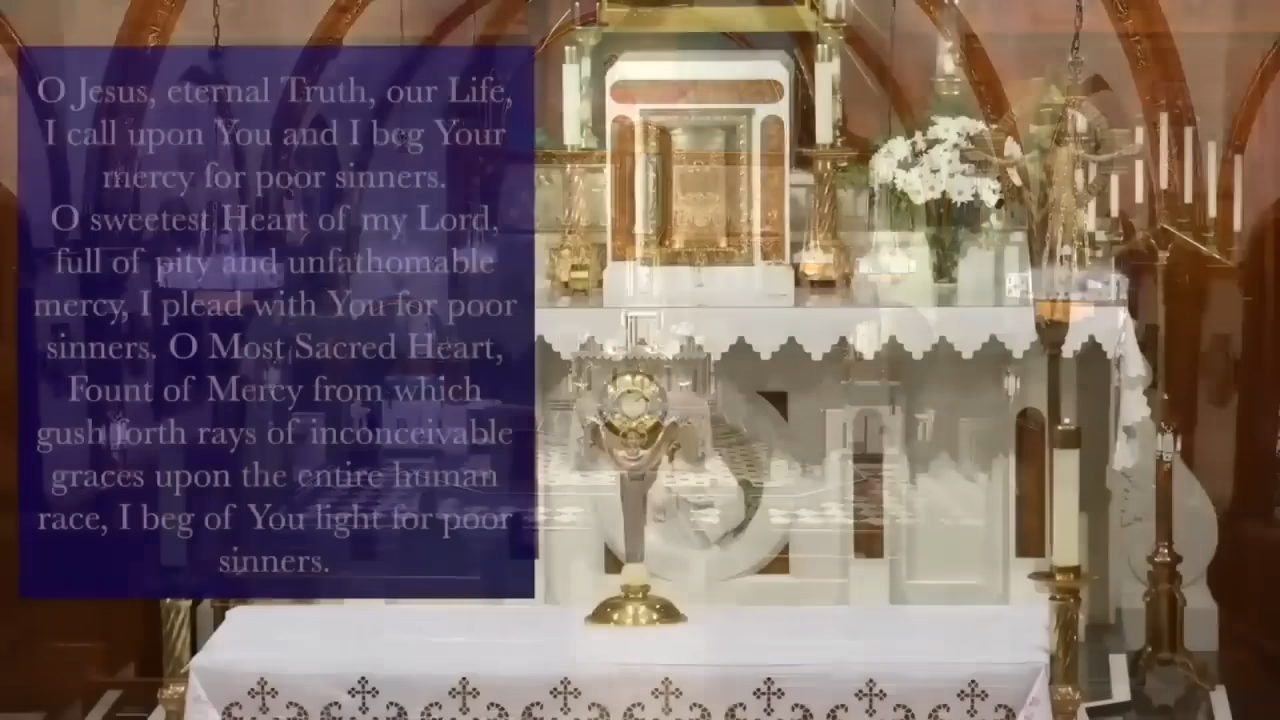 O Jesus, eternal Truth, our Life,
I call upon You and I beg Your
mercy for poor sinners.
O sweetest Heart of my Lord,
full of pity and unfathomable
mercy, I plead with You for poor
sinners. O Most Sacred Heart,
Fount of Mercy from which
gush forth rays of inconceivable
graces upon the entire human
race, I beg of You light for poor
sinners.